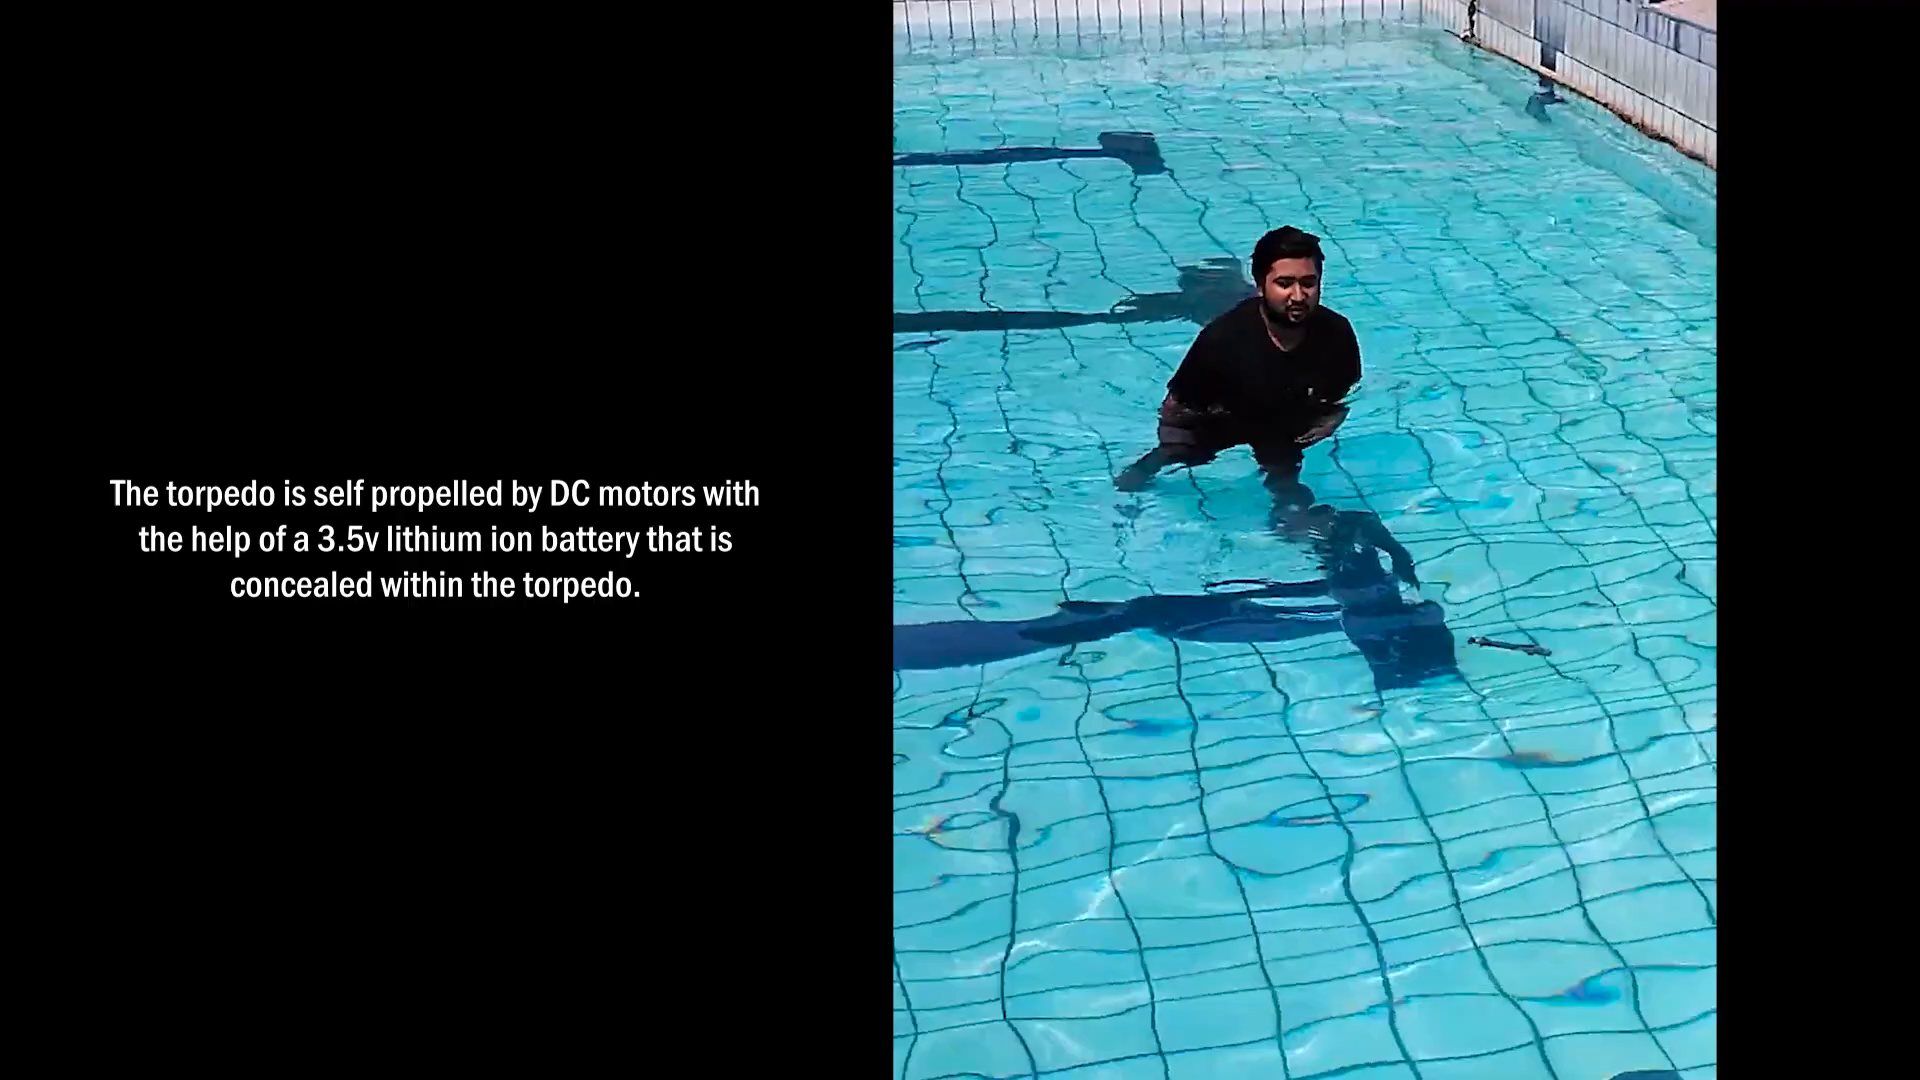 The torpedo is self propelled by DC motors with
the help of a 3.5v lithium ion battery that is
concealed within the torpedo.